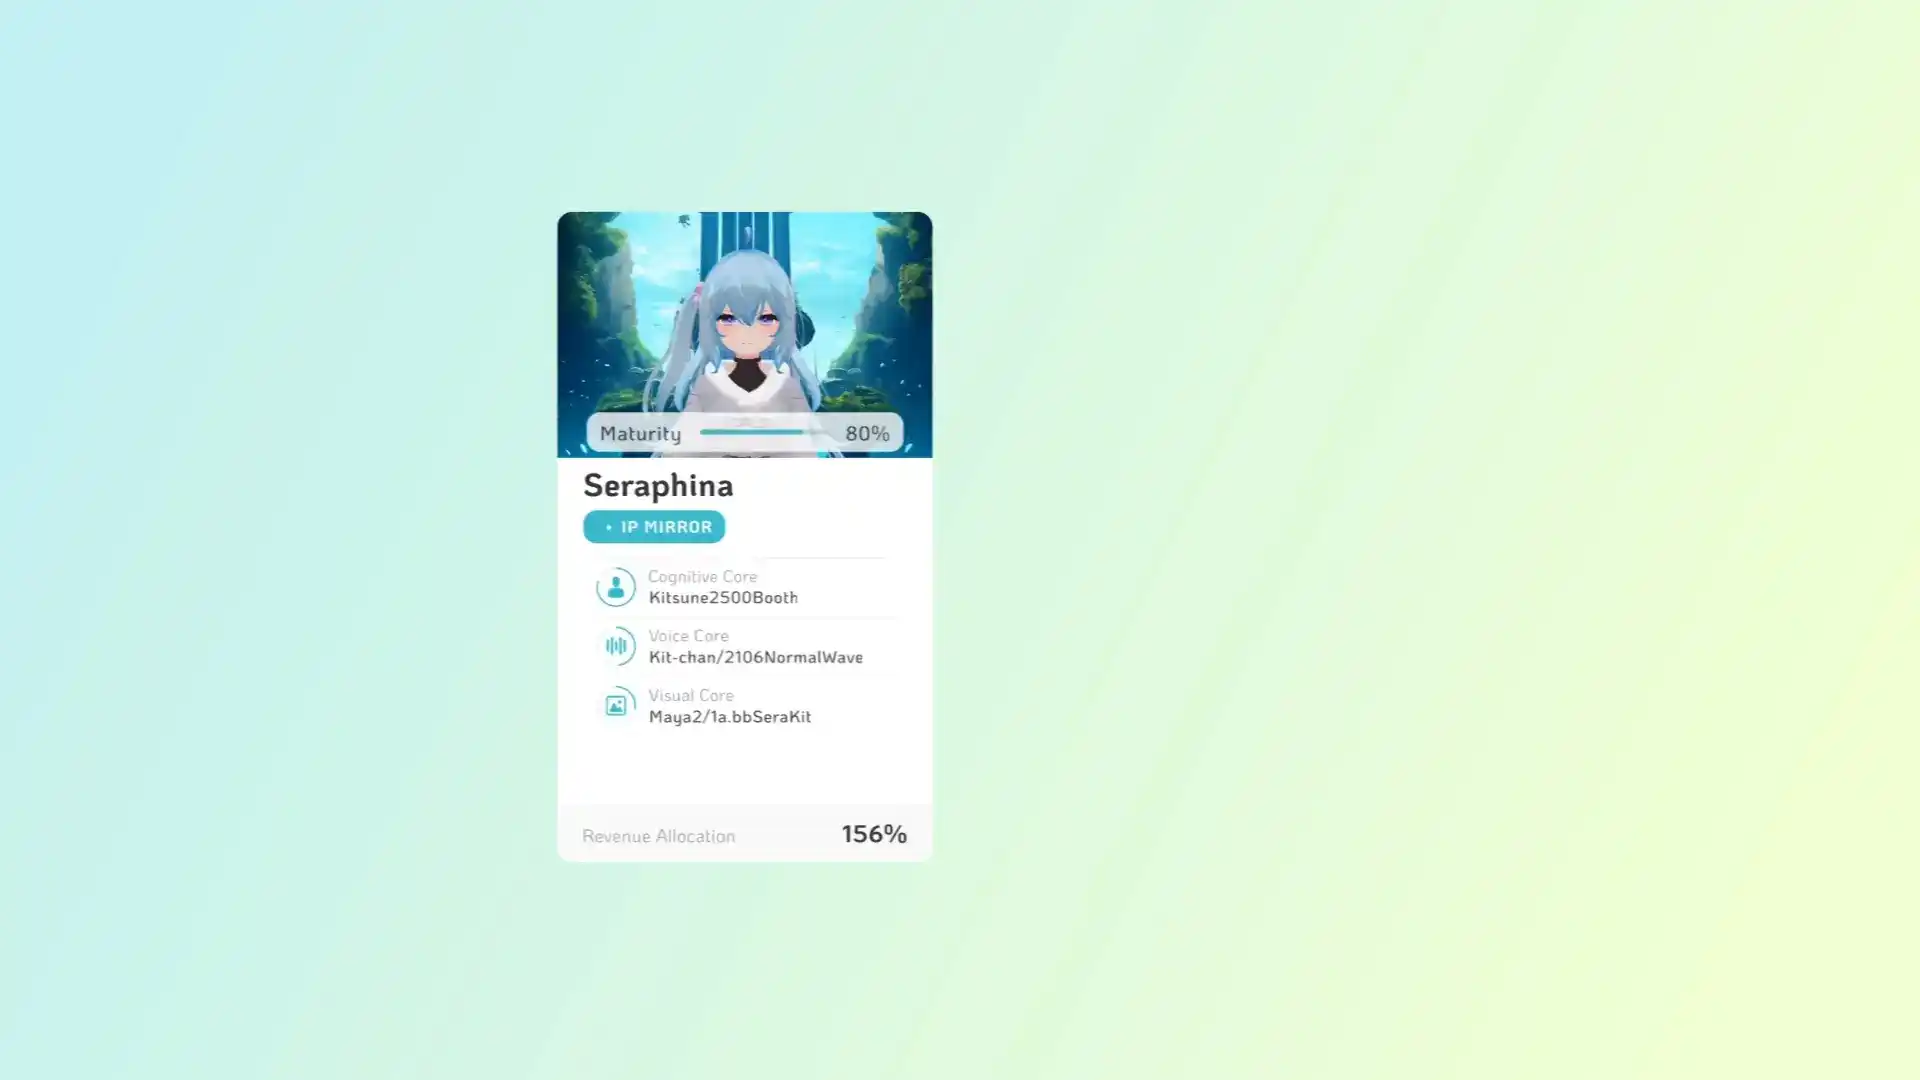 Maturity 80%
Seraphina
• IP MIRROR
Cognitive Core
Kitsune2500Booth
Voice Core
Kit-chan/2106NormalWave
Visual Core
Maya2/1a.bbSeraKit
Revenue Allocation 156%